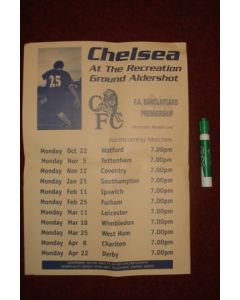 Chelsea
At The Recreation
Ground Aldershot
25
CFC
F.A. BARCLAYCARD
PREMIERSHIP
Forthcoming Matches
Monday Oct 22 Watford 7.00pm
Monday Nov 5 Tottenham 7.00pm
Monday Nov 12 Coventry 7.00pm
Monday Jan 21 Southampton 7.00pm
Monday Feb 11 Ipswich 7.00pm
Monday Feb 25 Fulham 7.00pm
Monday Mar 11 Leicester 7.00pm
Monday Mar 18 Wimbledon 7.00pm
Monday Mar 25 West Ham 7.00pm
Monday Apr 8 Charlton 7.00pm
Monday Apr 22 Derby 7.00pm